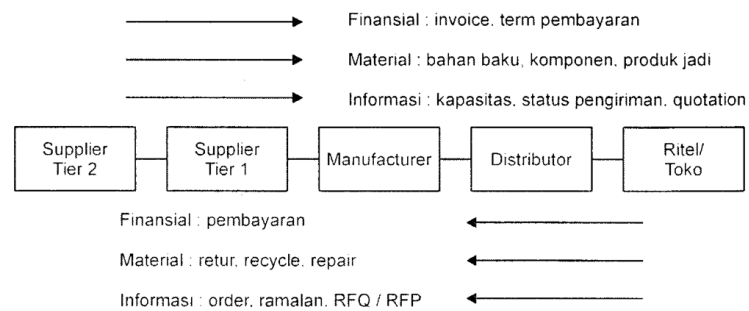 Finansial : invoice, term pembayaran
Material : bahan baku, komponen, produk jadi
Informasi : kapasitas, status pengiriman, quotation
Supplier
Tier 2
Supplier
Tier 1
Manufacturer
Distributor
Ritel/
Toko
Finansial : pembayaran
Material : retur, recycle, repair
Informasi : order, ramalan, RFQ / RFP